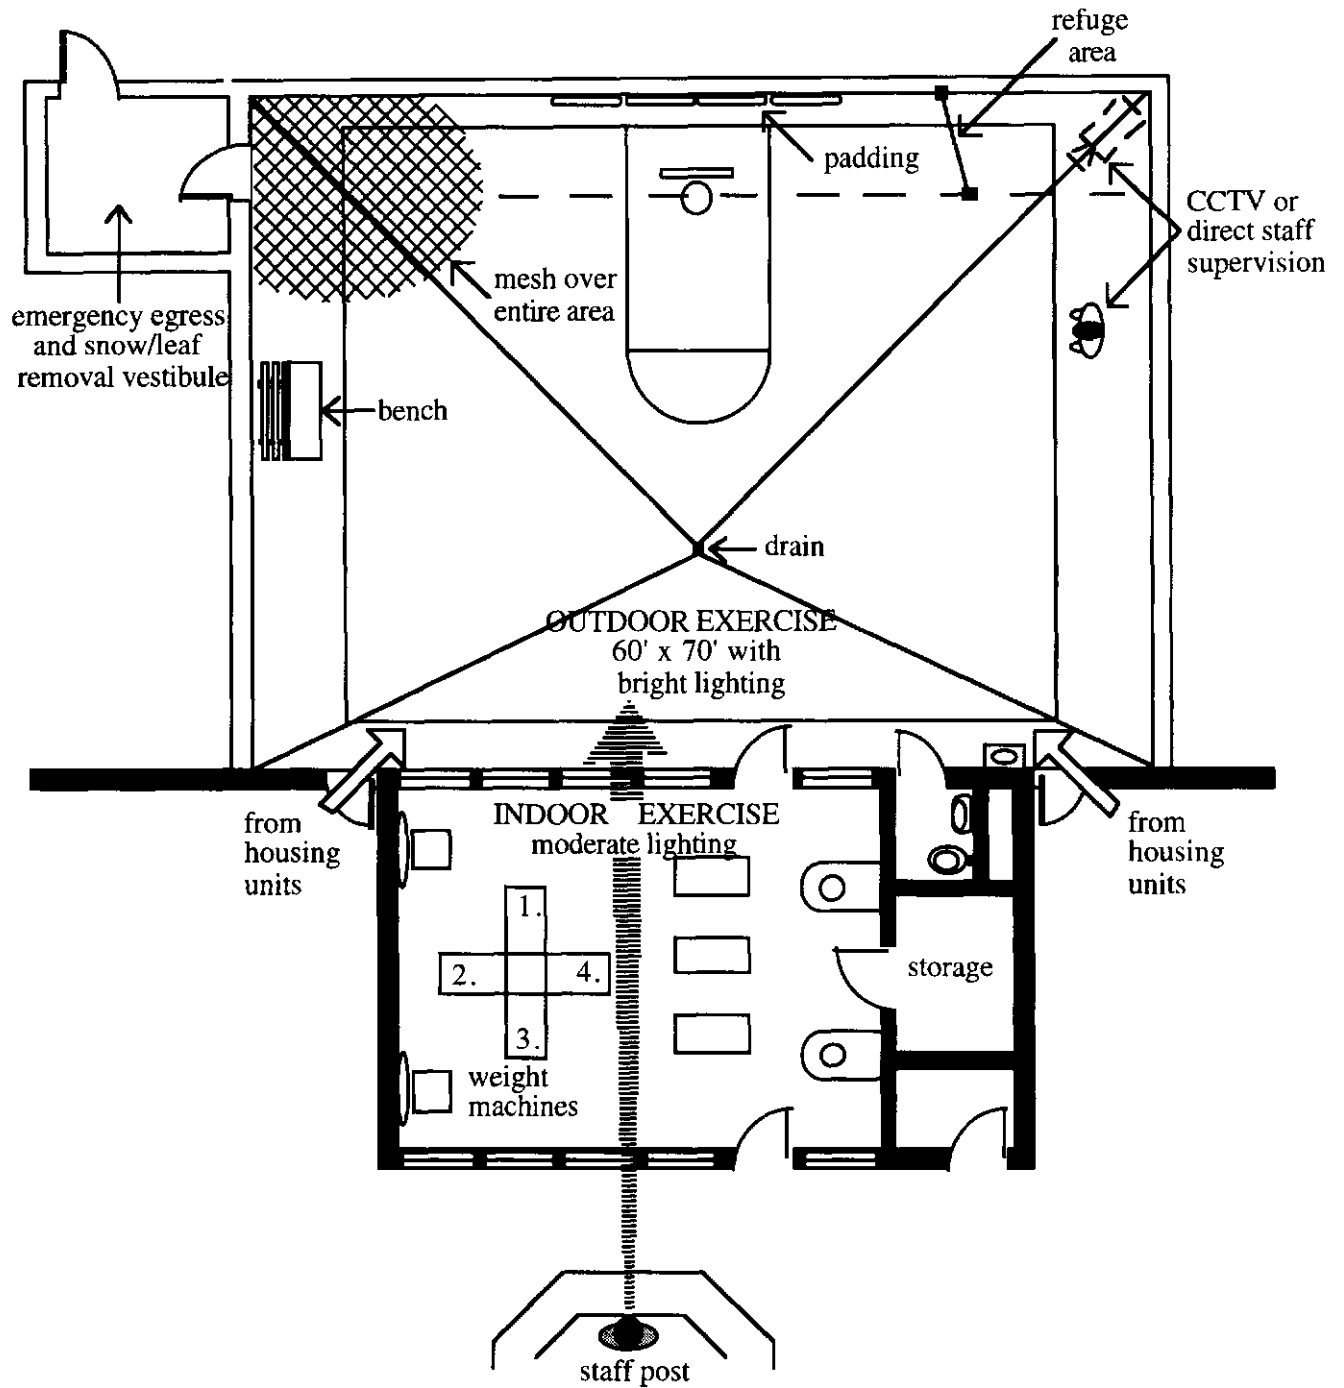 refuge
area
padding
CCTV or
direct staff
supervision
mesh over
entire area
emergency egress
and snow/leaf
removal vestibule
bench
drain
OUTDOOR EXERCISE
60' x 70' with
bright lighting
INDOOR EXERCISE
moderate lighting
from
housing
units
from
housing
units
1.
2.
4.
3.
storage
weight
machines
staff post